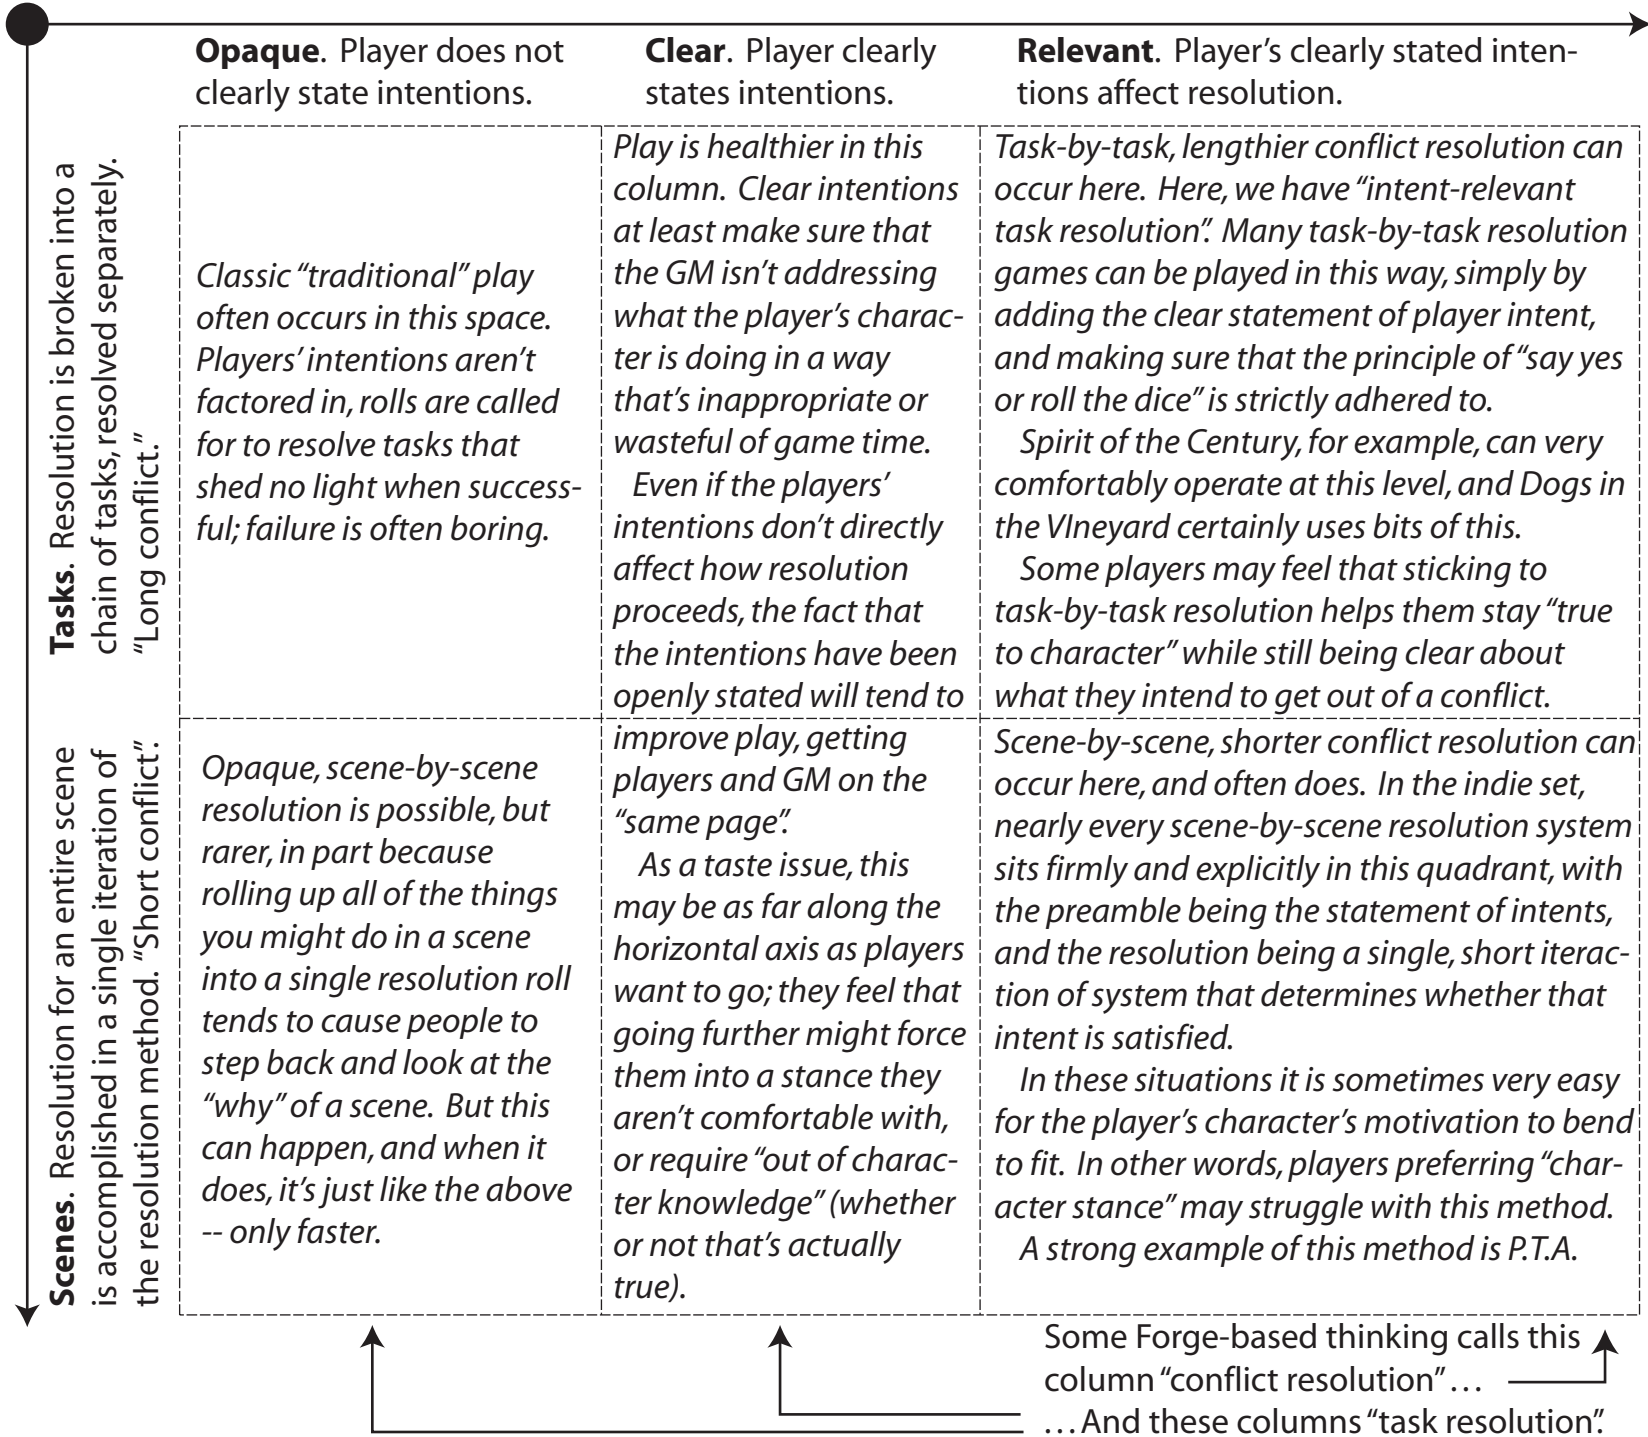 Opaque. Player does not
clearly state intentions.
Clear. Player clearly
states intentions.
Relevant. Player's clearly stated inten-
tions affect resolution.
Tasks. Resolution is broken into a
chain of tasks, resolved separately.
"Long conflict."
Classic "traditional" play
often occurs in this space.
Players' intentions aren't
factored in, rolls are called
for to resolve tasks that
shed no light when success-
ful; failure is often boring.
Play is healthier in this
column. Clear intentions
at least make sure that
the GM isn't addressing
what the player's charac-
ter is doing in a way
that's inappropriate or
wasteful of game time.
Even if the players'
intentions don't directly
affect how resolution
proceeds, the fact that
the intentions have been
openly stated will tend to
improve play, getting
players and GM on the
"same page".
As a taste issue, this
may be as far along the
horizontal axis as players
want to go; they feel that
going further might force
them into a stance they
aren't comfortable with,
or require "out of charac-
ter knowledge" (whether
or not that's actually
true).
Task-by-task, lengthier conflict resolution can
occur here. Here, we have "intent-relevant
task resolution". Many task-by-task resolution
games can be played in this way, simply by
adding the clear statement of player intent,
and making sure that the principle of "say yes
or roll the dice" is strictly adhered to.
Spirit of the Century, for example, can very
comfortably operate at this level, and Dogs in
the VIneyard certainly uses bits of this.
Some players may feel that sticking to
task-by-task resolution helps them stay "true
to character" while still being clear about
what they intend to get out of a conflict.
Scenes. Resolution for an entire scene
is accomplished in a single iteration of
the resolution method. "Short conflict".
Opaque, scene-by-scene
resolution is possible, but
rarer, in part because
rolling up all of the things
you might do in a scene
into a single resolution roll
tends to cause people to
step back and look at the
"why" of a scene. But this
can happen, and when it
does, it's just like the above
-- only faster.
Scene-by-scene, shorter conflict resolution can
occur here, and often does. In the indie set,
nearly every scene-by-scene resolution system
sits firmly and explicitly in this quadrant, with
the preamble being the statement of intents,
and the resolution being a single, short iterac-
tion of system that determines whether that
intent is satisfied.
In these situations it is sometimes very easy
for the player's character's motivation to bend
to fit. In other words, players preferring "char-
acter stance" may struggle with this method.
A strong example of this method is P.T.A.
Some Forge-based thinking calls this
column "conflict resolution" ...
... And these columns "task resolution".